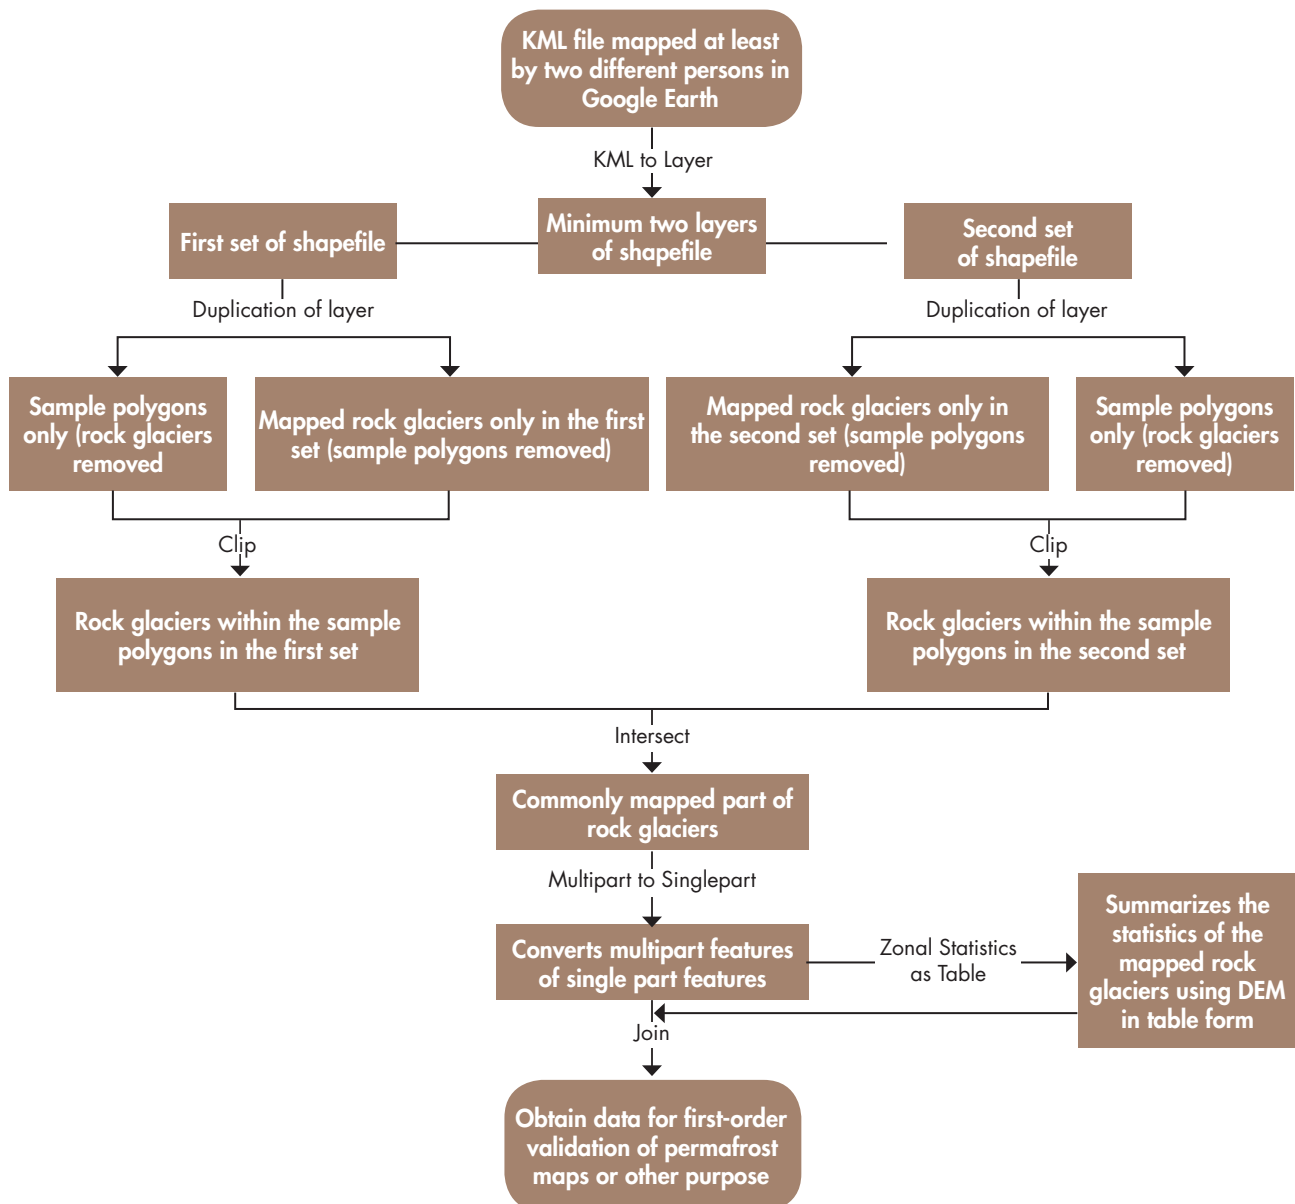 KML file mapped at least
by two different persons in
Google Earth
KML to Layer
First set of shapefile
Minimum two layers
of shapefile
Second set
of shapefile
Duplication of layer
Duplication of layer
Sample polygons
only (rock glaciers
removed
Mapped rock glaciers only in the first
set (sample polygons removed)
Mapped rock glaciers only in
the second set (sample polygons
removed)
Sample polygons
only (rock glaciers
removed)
Clip
Clip
Rock glaciers within the sample
polygons in the first set
Rock glaciers within the sample
polygons in the second set
Intersect
Commonly mapped part of
rock glaciers
Multipart to Singlepart
Converts multipart features
of single part features
Zonal Statistics
as Table
Summarizes the
statistics of the
mapped rock
glaciers using DEM
in table form
Join
Obtain data for first-order
validation of permafrost
maps or other purpose